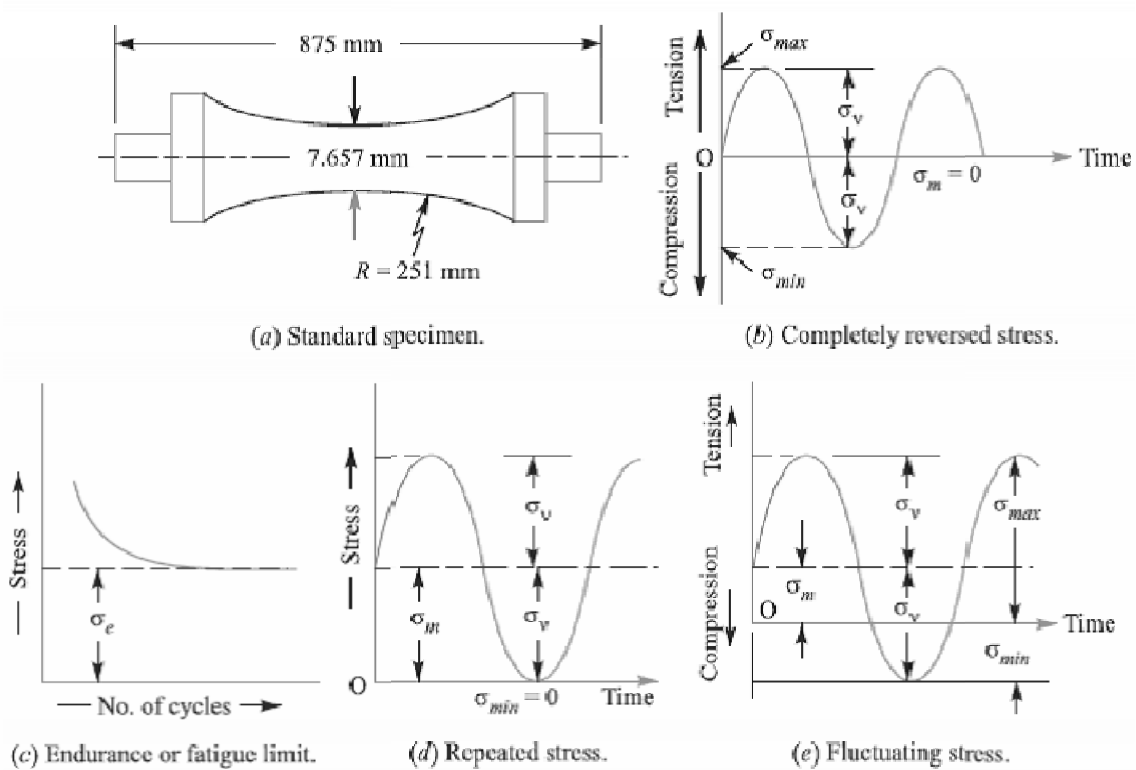 875 mm
7.657 mm
R = 251 mm
(a) Standard specimen.
Tension
Compression
σmax
σv
O
Time
σm = 0
σv
σmin
(b) Completely reversed stress.
Stress
σe
No. of cycles
(c) Endurance or fatigue limit.
Stress
σv
σm
σv
O
σmin = 0
Time
(d) Repeated stress.
Tension
Compression
σv
σmax
σm
O
σv
Time
σmin
(e) Fluctuating stress.